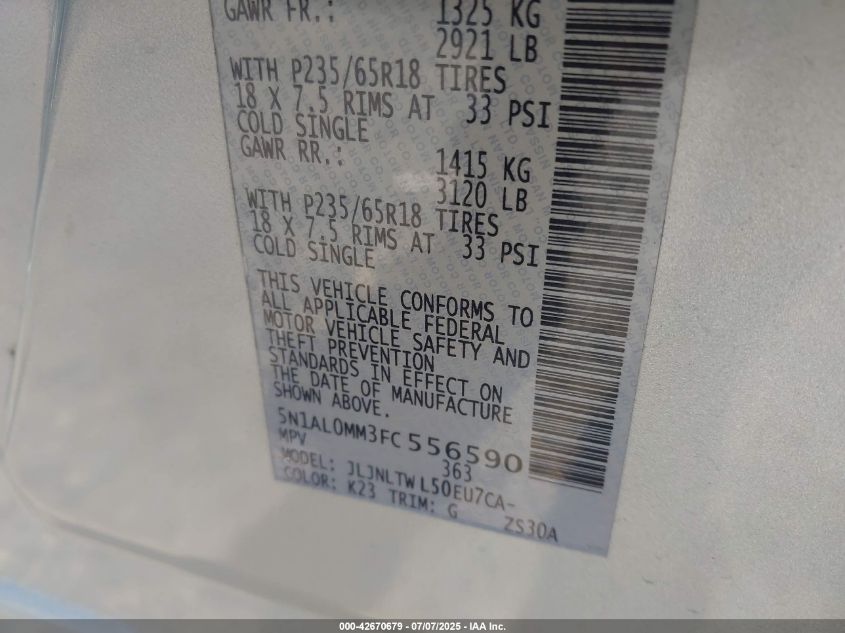 GAWR FR.: 1325 KG
2921 LB
WITH P235/65R18 TIRES
18 X 7.5 RIMS AT 33 PSI
COLD SINGLE
GAWR RR.: 1415 KG
3120 LB
WITH P235/65R18 TIRES
18 X 7.5 RIMS AT 33 PSI
COLD SINGLE
THIS VEHICLE CONFORMS TO
ALL APPLICABLE FEDERAL
MOTOR VEHICLE SAFETY AND
THEFT PREVENTION
STANDARDS IN EFFECT ON
THE DATE OF MANUFACTURE
SHOWN ABOVE.
5N1AL0MM3FC556590
MPV 363
MODEL: JLJNLTWL50EU7CA-
COLOR: K23 TRIM: G ZS30A
000-42670679 - 07/07/2025 - IAA Inc.